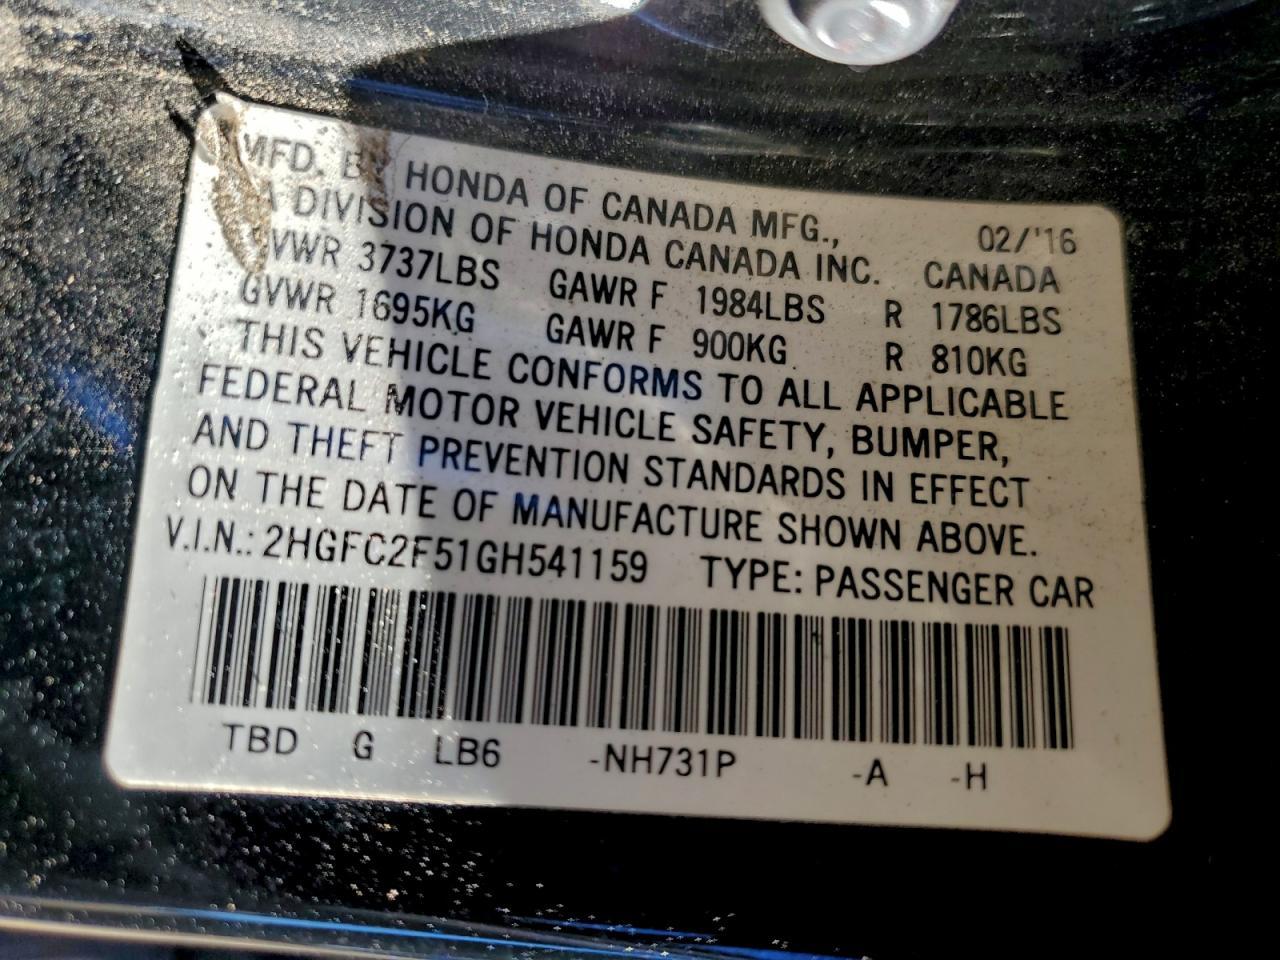 MFD. BY HONDA OF CANADA MFG., 02/'16
A DIVISION OF HONDA CANADA INC. CANADA
GVWR 3737LBS GAWR F 1984LBS R 1786LBS
GVWR 1695KG GAWR F 900KG R 810KG
THIS VEHICLE CONFORMS TO ALL APPLICABLE
FEDERAL MOTOR VEHICLE SAFETY, BUMPER,
AND THEFT PREVENTION STANDARDS IN EFFECT
ON THE DATE OF MANUFACTURE SHOWN ABOVE.
V.I.N.: 2HGFC2F51GH541159 TYPE: PASSENGER CAR
TBD G LB6 -NH731P -A -H